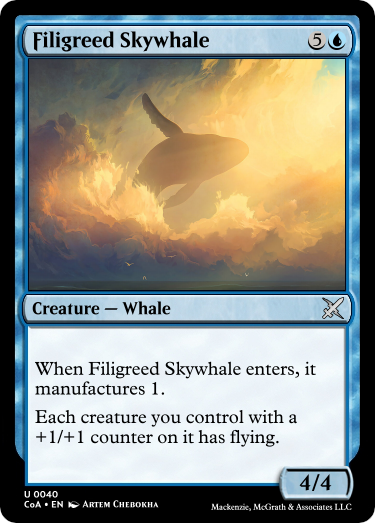 Filigreed Skywhale 5
Creature — Whale
When Filigreed Skywhale enters, it
manufactures 1.
Each creature you control with a
+1/+1 counter on it has flying.
4/4
U 0040
CoA • EN Artem Chebokha
Mackenzie, McGrath & Associates LLC